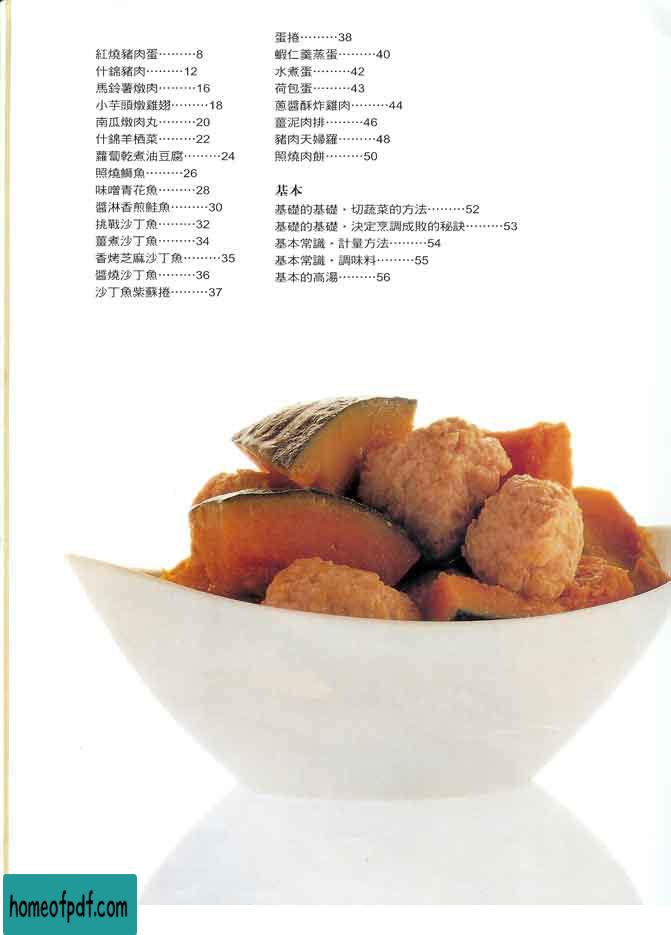 紅燒豬肉蛋………8
什錦豬肉………12
馬鈴薯燉肉………16
小芋頭燉雞翅………18
南瓜燉肉丸………20
什錦羊栖菜………22
蘿蔔乾煮油豆腐………24
照燒鰤魚………26
味噌青花魚………28
醬淋香煎鮭魚………30
挑戰沙丁魚………32
薑煮沙丁魚………34
香烤芝麻沙丁魚………35
醬燒沙丁魚………36
沙丁魚紫蘇捲………37
蛋捲………38
蝦仁羹蒸蛋………40
水煮蛋………42
荷包蛋………43
蔥醬酥炸雞肉………44
薑泥肉排………46
豬肉天婦羅………48
照燒肉餅………50
基本
基礎的基礎・切蔬菜的方法………52
基礎的基礎・決定烹調成敗的秘訣………53
基本常識・計量方法………54
基本常識・調味料………55
基本的高湯………56
homeofpdf.com